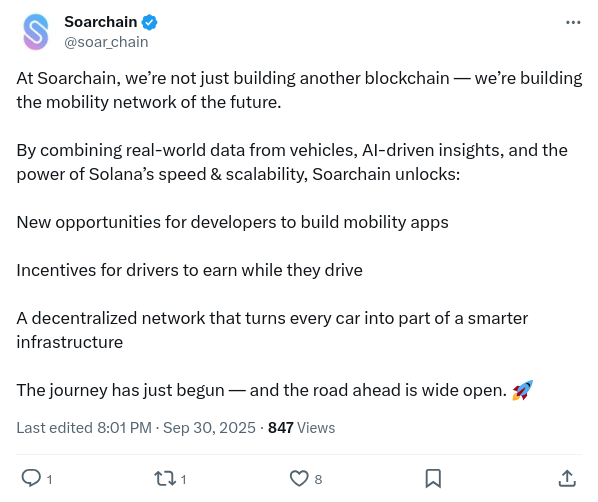 Soarchain
@soar_chain
At Soarchain, we’re not just building another blockchain — we’re building
the mobility network of the future.
By combining real-world data from vehicles, AI-driven insights, and the
power of Solana’s speed & scalability, Soarchain unlocks:
New opportunities for developers to build mobility apps
Incentives for drivers to earn while they drive
A decentralized network that turns every car into part of a smarter
infrastructure
The journey has just begun — and the road ahead is wide open. 🚀
Last edited 8:01 PM · Sep 30, 2025 · 847 Views
1 1 8